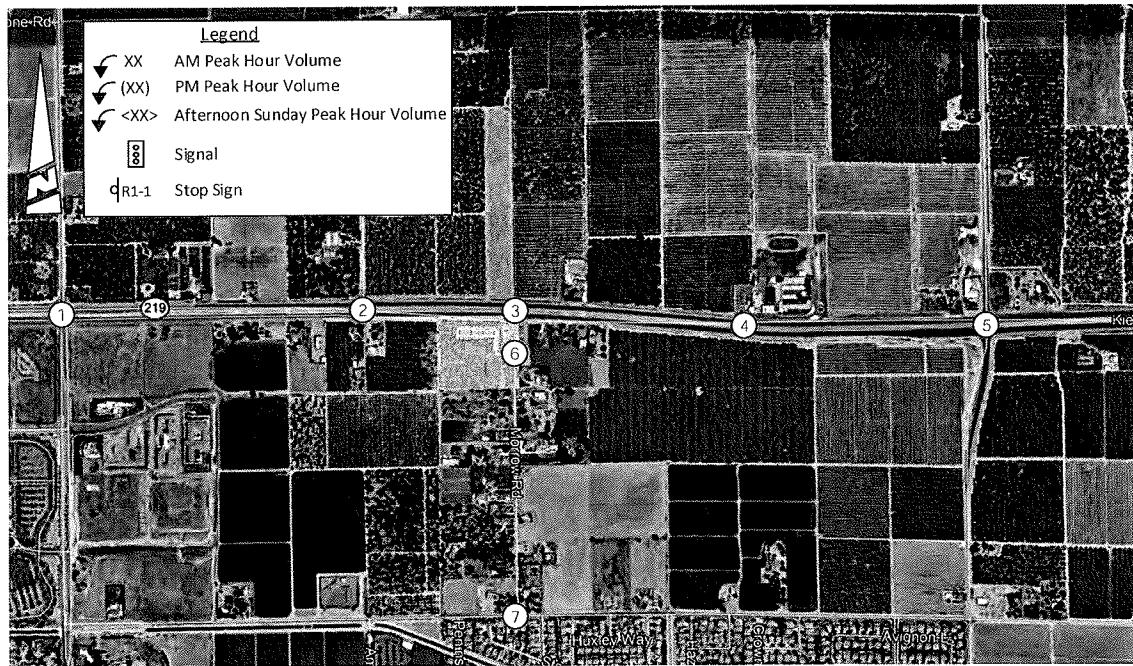 one Rd
Legend
XX AM Peak Hour Volume
(XX) PM Peak Hour Volume
<XX> Afternoon Sunday Peak Hour Volume
Signal
R1-1 Stop Sign
N
1
219
2
3
4
5
Kie
6
Morrow Rd
7
Huxley Way
Avignon L